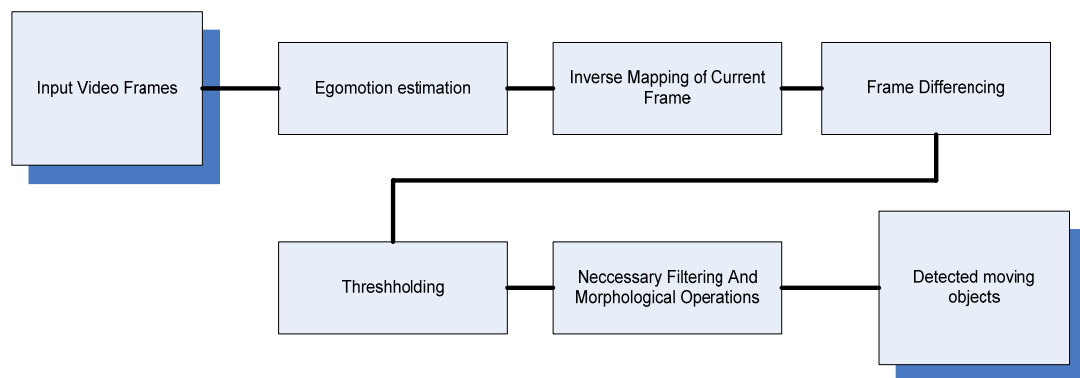 Input Video Frames
Egomotion estimation
Inverse Mapping of Current
Frame
Frame Differencing
Threshholding
Neccessary Filtering And
Morphological Operations
Detected moving
objects